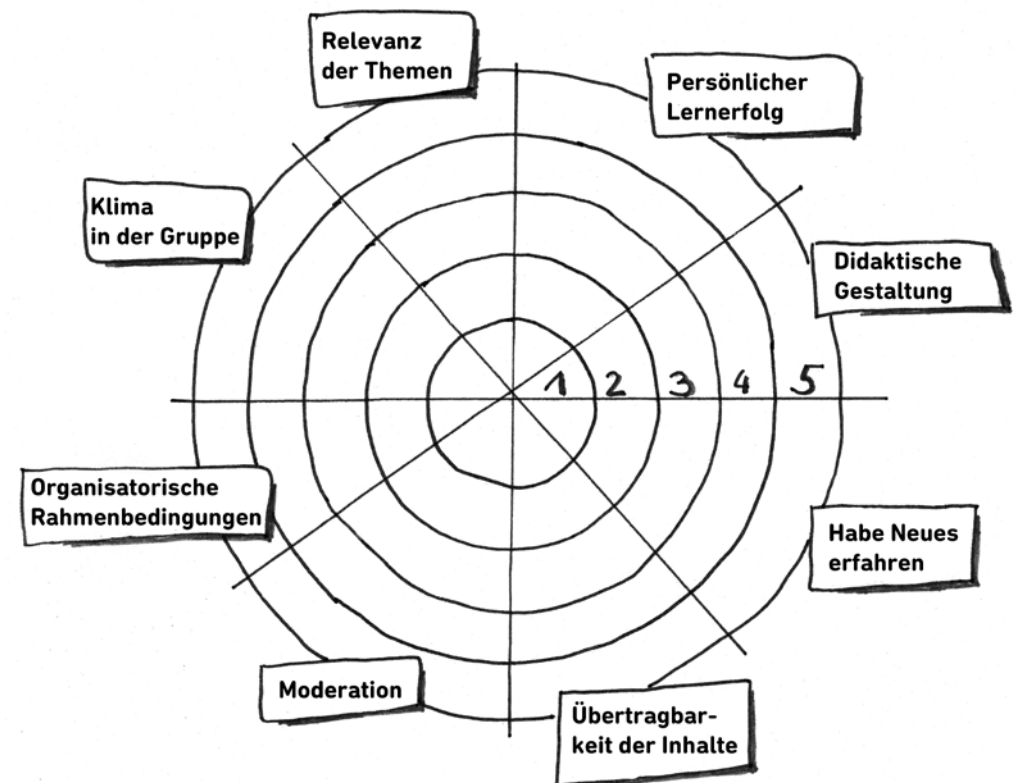 Relevanz
der Themen
Persönlicher
Lernerfolg
Klima
in der Gruppe
Didaktische
Gestaltung
1 2 3 4 5
Organisatorische
Rahmenbedingungen
Habe Neues
erfahren
Moderation
Übertragbar-
keit der Inhalte